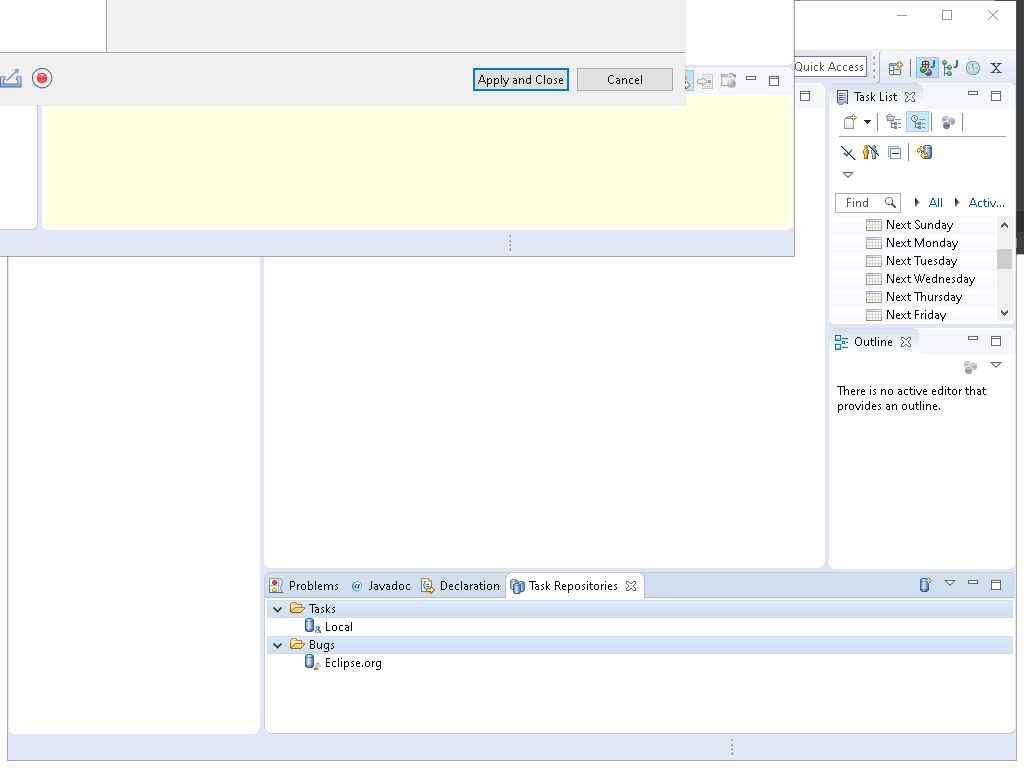 Apply and Close
Cancel
Quick Access
Task List
Find
All
Activ...
Next Sunday
Next Monday
Next Tuesday
Next Wednesday
Next Thursday
Next Friday
Outline
There is no active editor that
provides an outline.
Problems
@ Javadoc
Declaration
Task Repositories
Tasks
Local
Bugs
Eclipse.org